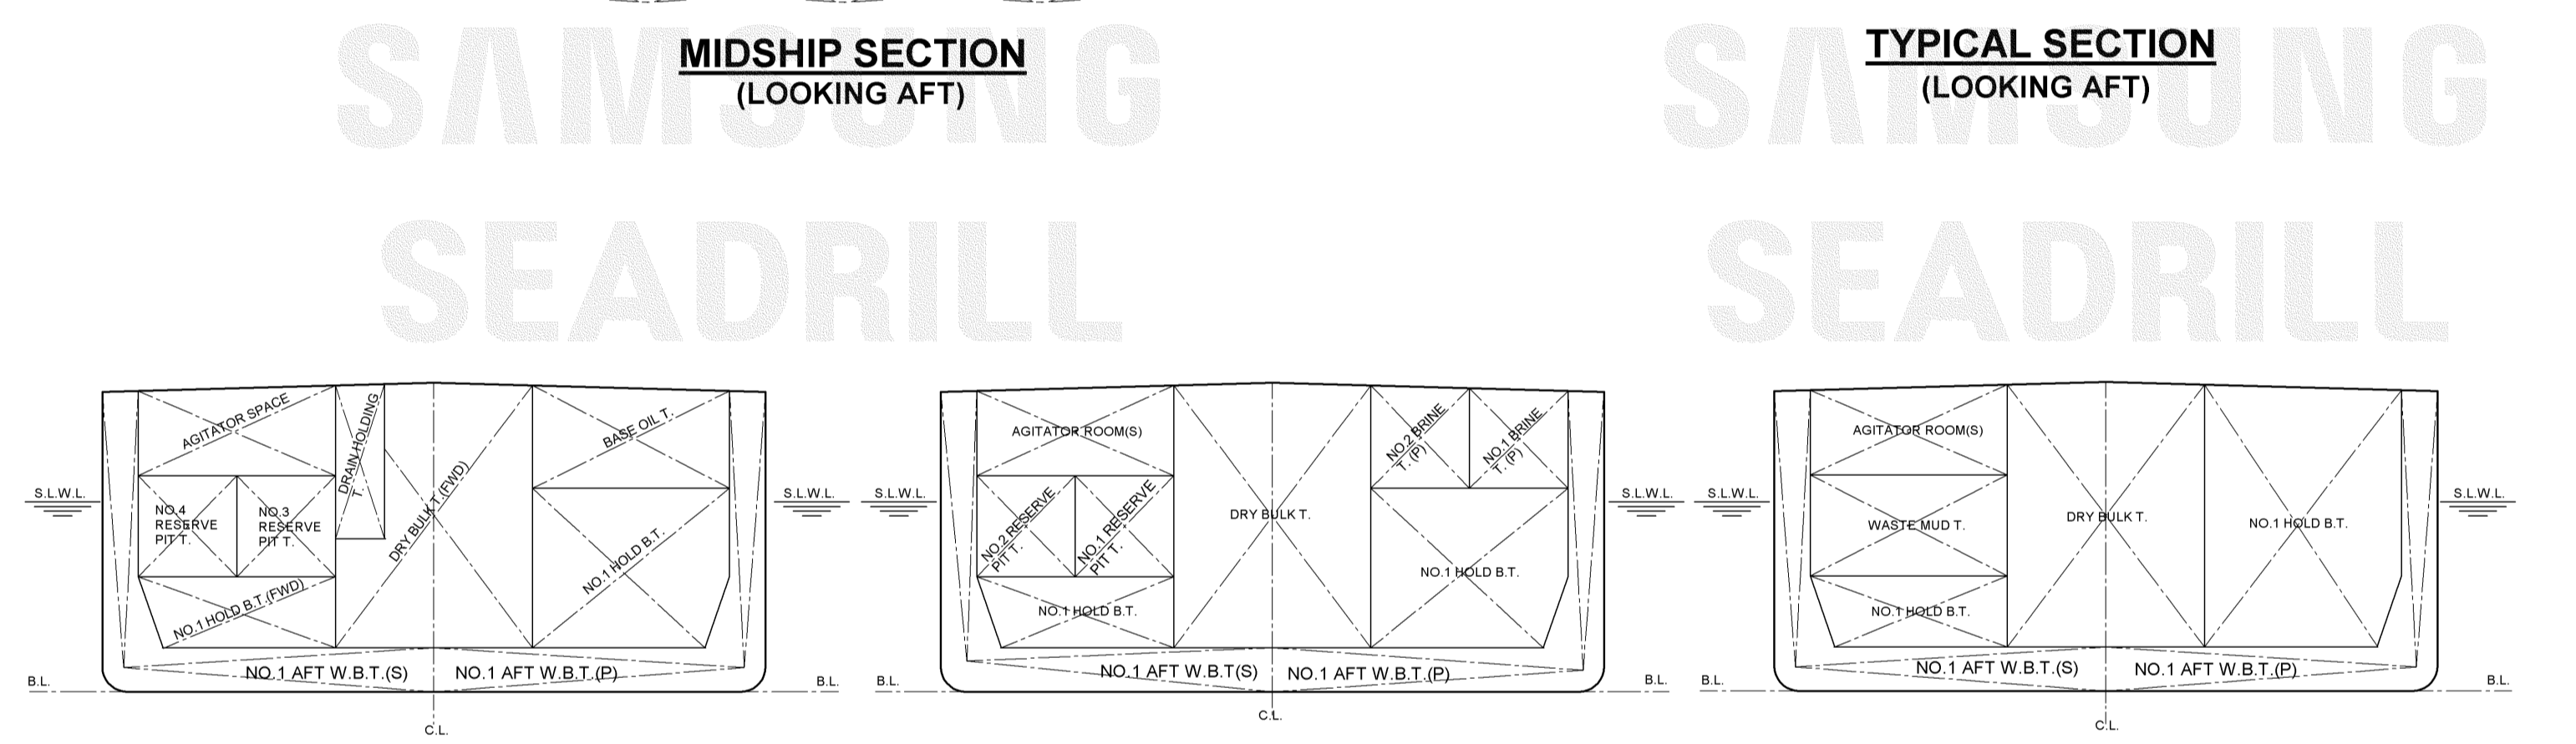 SAMSUNG
SEADRILL
MIDSHIP SECTION
(LOOKING AFT)
SAMSUNG
SEADRILL
TYPICAL SECTION
(LOOKING AFT)
AGITATOR SPACE
DRAIN HOLDING
T.
BASE OIL T.
S.L.W.L.
S.L.W.L.
NO.4
RESERVE
PIT T.
NO.3
RESERVE
PIT T.
DRY BULK T.(FWD)
NO.1 HOLD B.T.(FWD)
NO.1 HOLD B.T.
NO.1 AFT W.B.T.(S)
NO.1 AFT W.B.T.(P)
B.L.
B.L.
C.L.
AGITATOR ROOM(S)
NO.2 BRINE
T. (P)
NO.1 BRINE
T. (P)
S.L.W.L.
S.L.W.L.
NO.2 RESERVE
PIT T.
NO.1 RESERVE
PIT T.
DRY BULK T.
NO.1 HOLD B.T.
NO.1 HOLD B.T.
NO.1 AFT W.B.T(S)
NO.1 AFT W.B.T.(P)
B.L.
B.L.
C.L.
AGITATOR ROOM(S)
S.L.W.L.
S.L.W.L.
WASTE MUD T.
DRY BULK T.
NO.1 HOLD B.T.
NO.1 HOLD B.T.
NO.1 AFT W.B.T.(S)
NO.1 AFT W.B.T.(P)
B.L.
B.L.
C.L.